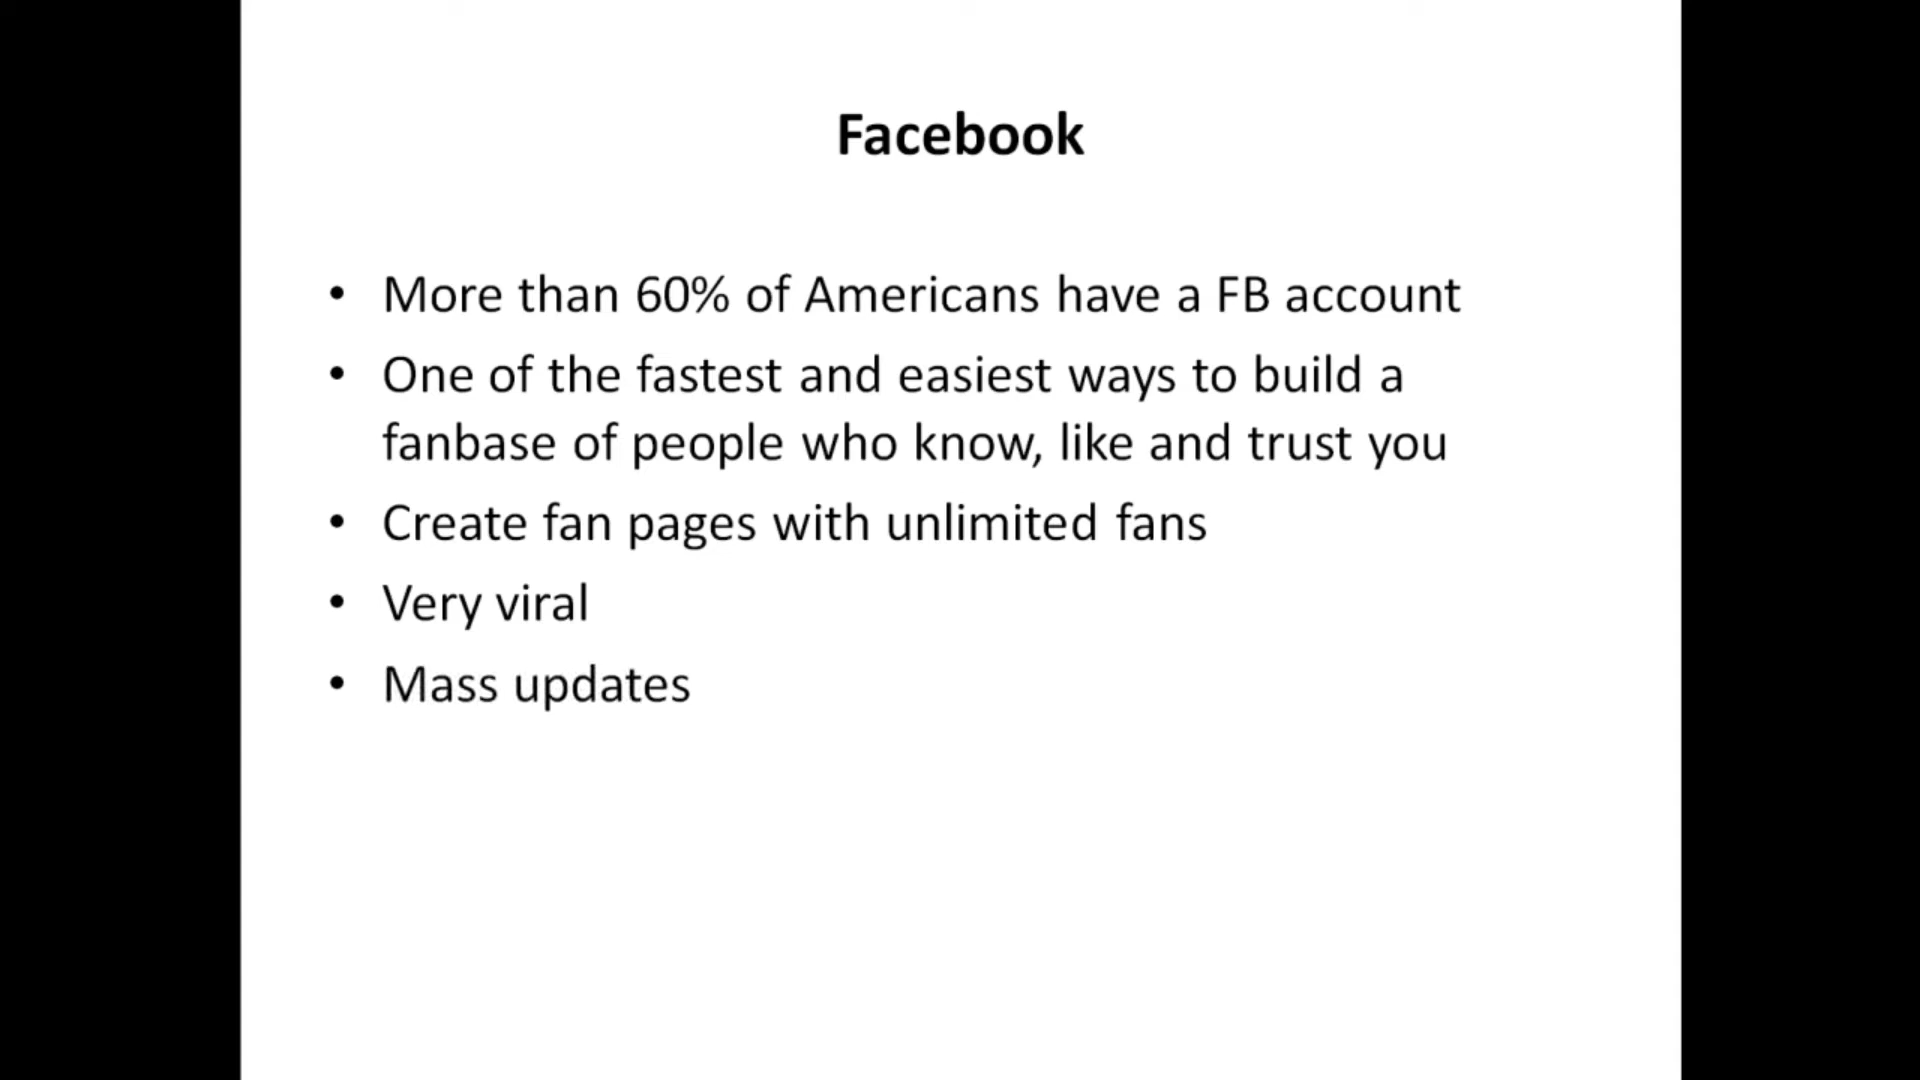 Facebook
• More than 60% of Americans have a FB account
• One of the fastest and easiest ways to build a
fanbase of people who know, like and trust you
• Create fan pages with unlimited fans
• Very viral
• Mass updates